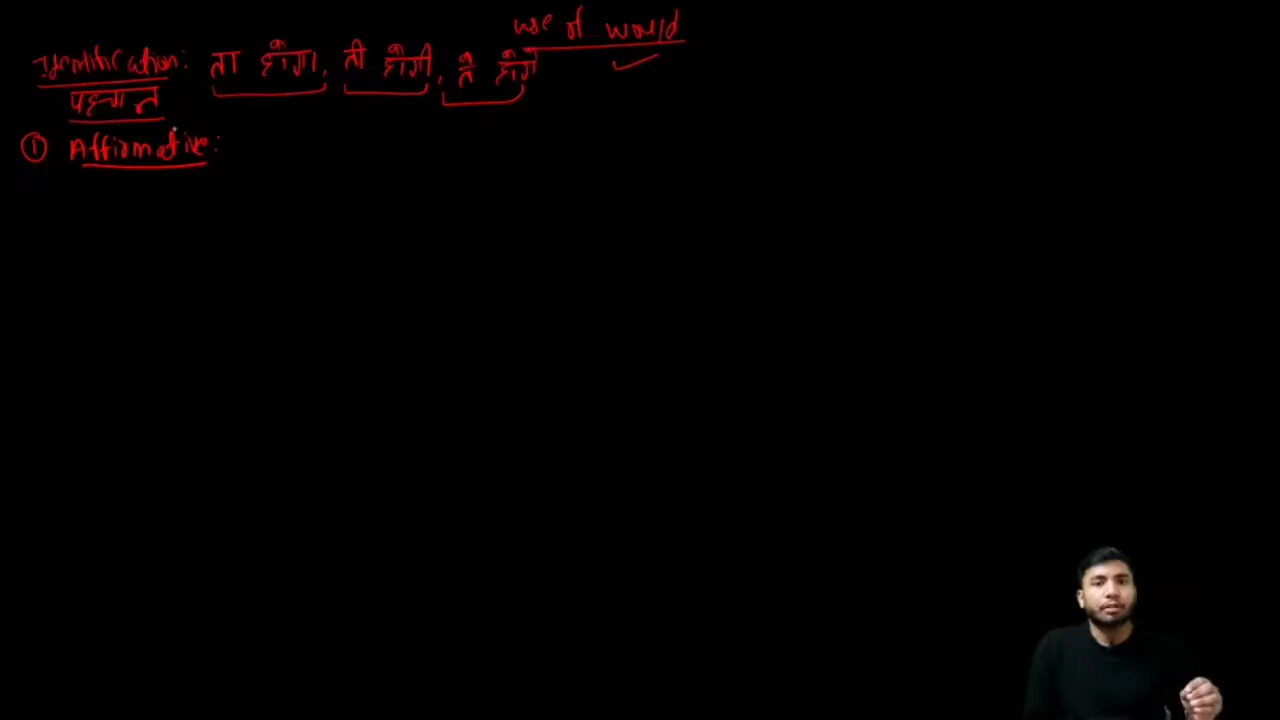 use of would
Identification: ता होगा, ती होगी, ते होंगे
पहचान
① Affirmative: